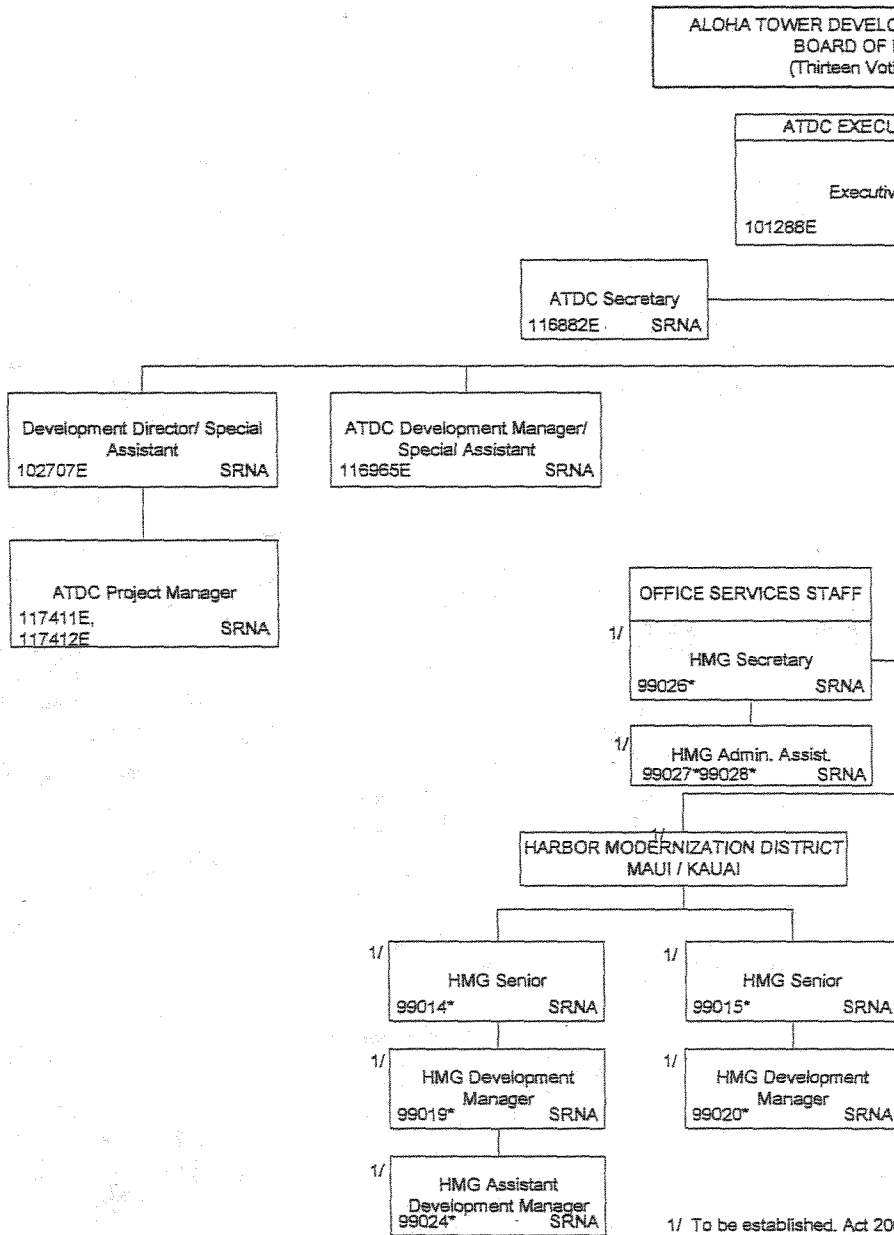 ALOHA TOWER DEVELO
BOARD OF
(Thirteen Voti
ATDC EXECU
Executiv
101288E
ATDC Secretary
116882E SRNA
Development Director/ Special
Assistant
102707E SRNA
ATDC Development Manager/
Special Assistant
116965E SRNA
ATDC Project Manager
117411E,
117412E SRNA
OFFICE SERVICES STAFF
1/
HMG Secretary
99026* SRNA
1/
HMG Admin. Assist.
99027*99028* SRNA
1/
HARBOR MODERNIZATION DISTRICT
MAUI / KAUAI
1/
HMG Senior
99014* SRNA
1/
HMG Senior
99015* SRNA
1/
HMG Development
Manager
99019* SRNA
1/
HMG Development
Manager
99020* SRNA
1/
HMG Assistant
Development Manager
99024* SRNA
1/ To be established. Act 20